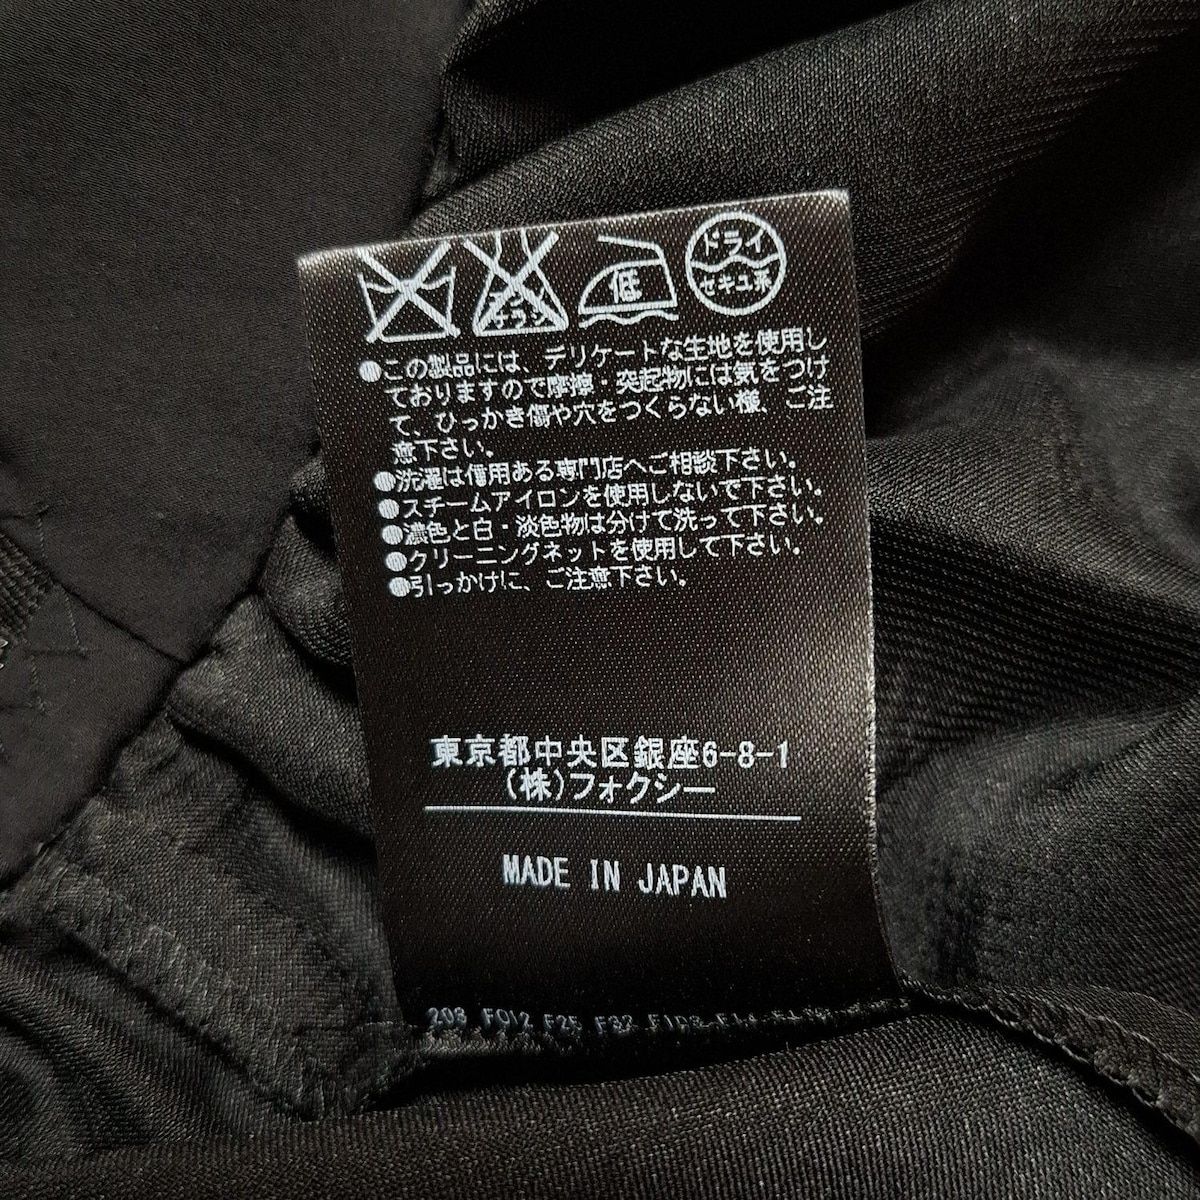 エンソサラシ
低
ドライ
セキユ系
●この製品には、デリケートな生地を使用し
ておりますので摩擦・突起物には気をつけ
て、ひっかき傷や穴をつくらない様、ご注
意下さい。
●洗濯は信用ある専門店へご相談下さい。
●スチームアイロンを使用しないで下さい。
●濃色と白・淡色物は分けて洗って下さい。
●クリーニングネットを使用して下さい。
●引っかけに、ご注意下さい。
東京都中央区銀座6-8-1
(株)フォクシー
MADE IN JAPAN
203 F012 F25